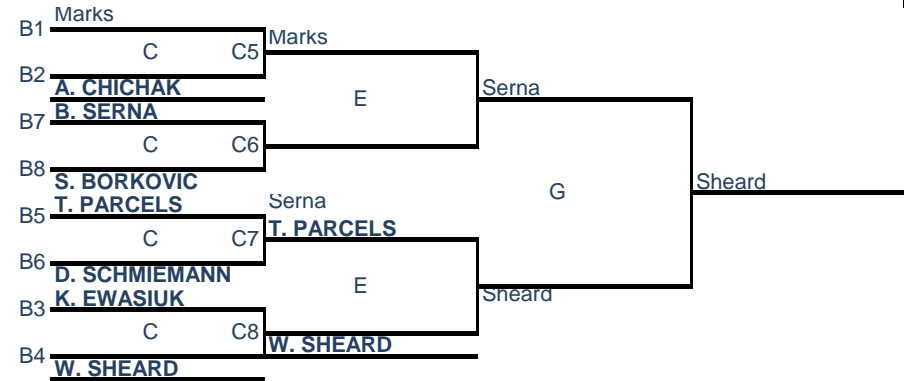 Marks
B1
Marks
C C5
B2
A. CHICHAK
E
Serna
B. SERNA
B7
C C6
B8
S. BORKOVIC
G
Sheard
T. PARCELS
Serna
B5
T. PARCELS
C C7
B6
D. SCHMIEMANN
E
K. EWASIUK
Sheard
B3
C C8
W. SHEARD
B4
W. SHEARD